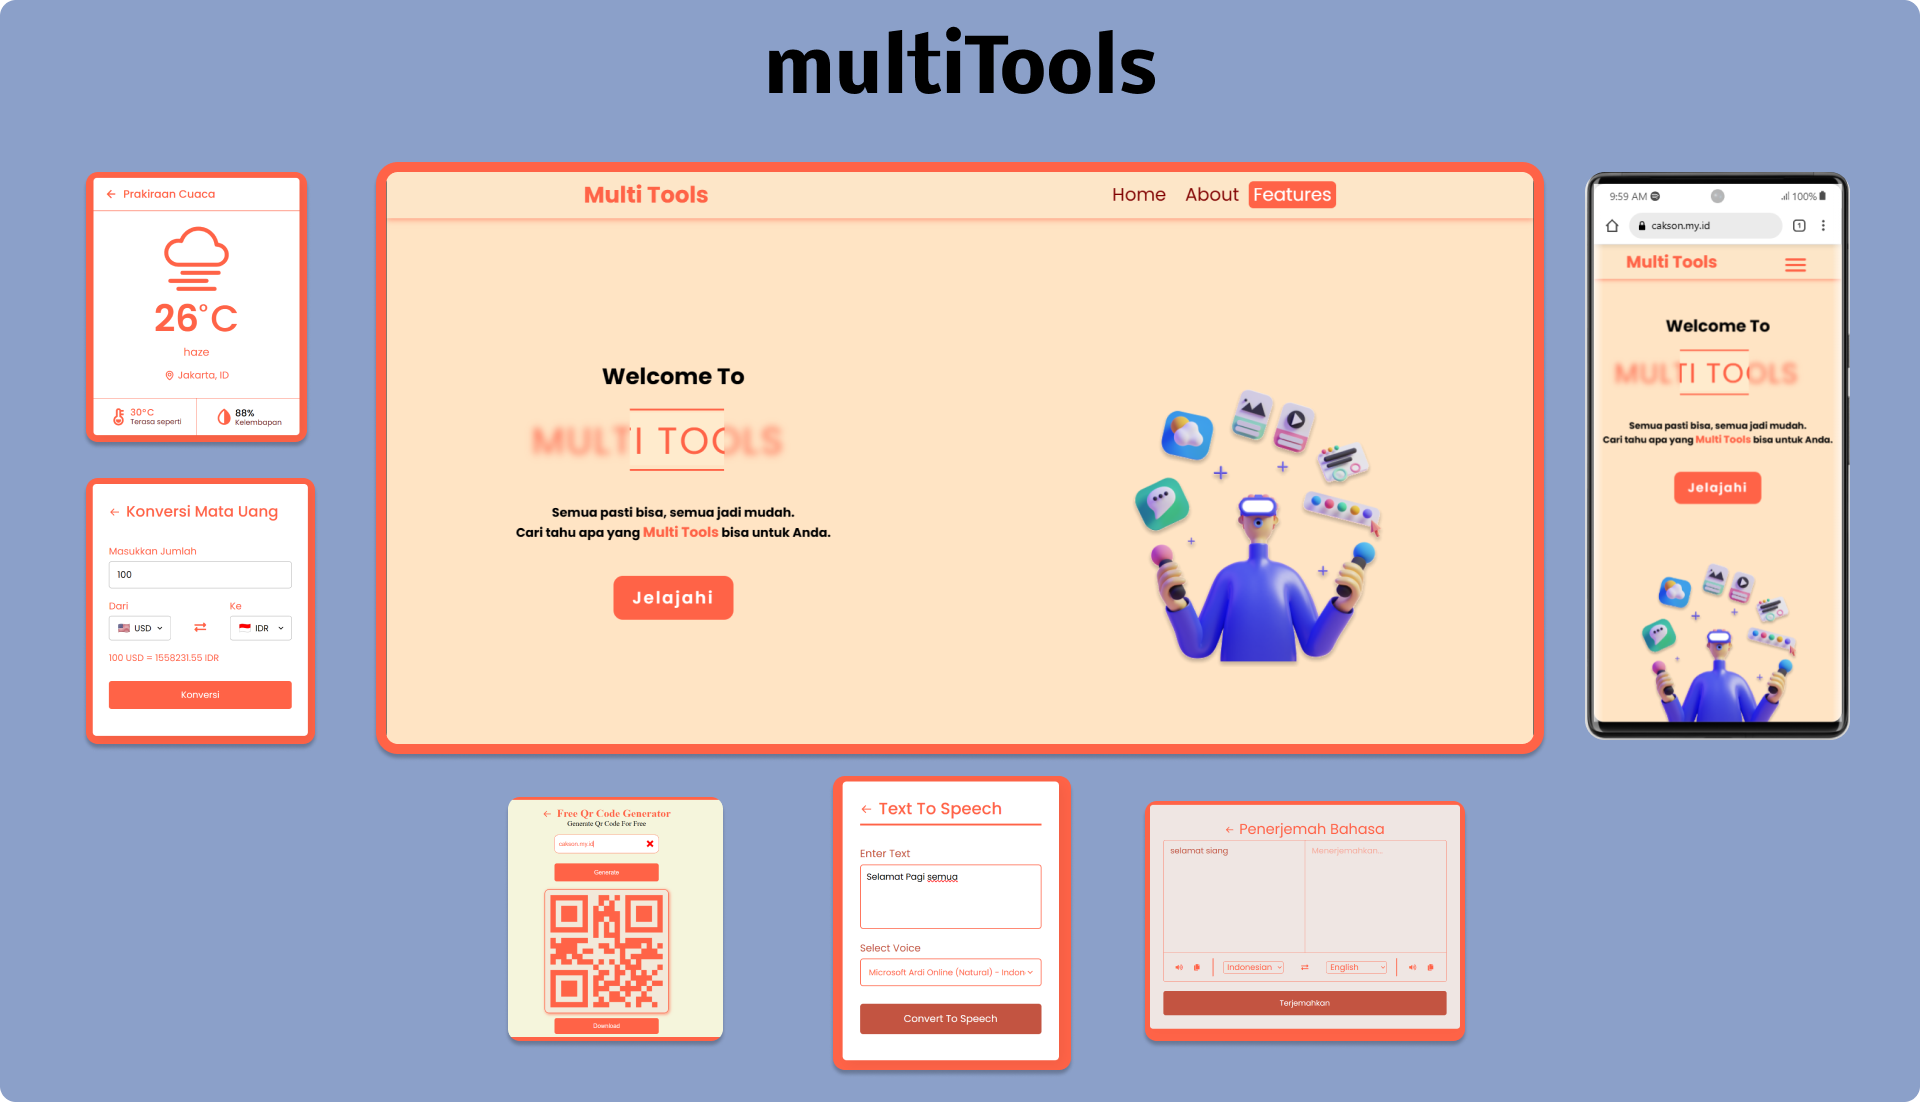 multiTools
Prakiraan Cuaca
26°C
haze
Jakarta, ID
30°C
Terasa seperti
88%
Kelembapan
Konversi Mata Uang
Masukkan Jumlah
100
Dari
Ke
USD
IDR
100 USD = 1558231.55 IDR
Konversi
Multi Tools
Home
About
Features
Welcome To
MULTI TOOLS
Semua pasti bisa, semua jadi mudah.
Cari tahu apa yang Multi Tools bisa untuk Anda.
Jelajahi
9:59 AM
100%
cakson.my.id
1
Multi Tools
Welcome To
MULTI TOOLS
Semua pasti bisa, semua jadi mudah.
Cari tahu apa yang Multi Tools bisa untuk Anda.
Jelajahi
Free Qr Code Generator
Generate Qr Code For Free
cakson.my.id
Generate
Download
Text To Speech
Enter Text
Selamat Pagi semua
Select Voice
Microsoft Ardi Online (Natural) - Indon
Convert To Speech
Penerjemah Bahasa
selamat siang
Menerjemahkan...
Indonesian
English
Terjemahkan